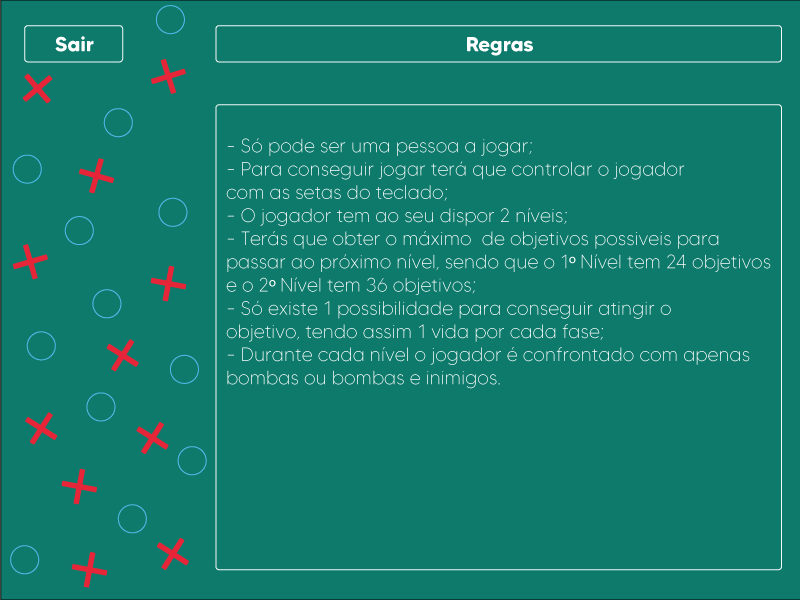 Sair
Regras
- Só pode ser uma pessoa a jogar;
- Para conseguir jogar terá que controlar o jogador
com as setas do teclado;
- O jogador tem ao seu dispor 2 níveis;
- Terás que obter o máximo  de objetivos possiveis para
passar ao próximo nível, sendo que o 1º Nível tem 24 objetivos
e o 2º Nível tem 36 objetivos;
- Só existe 1 possibilidade para conseguir atingir o
objetivo, tendo assim 1 vida por cada fase;
- Durante cada nível o jogador é confrontado com apenas
bombas ou bombas e inimigos.